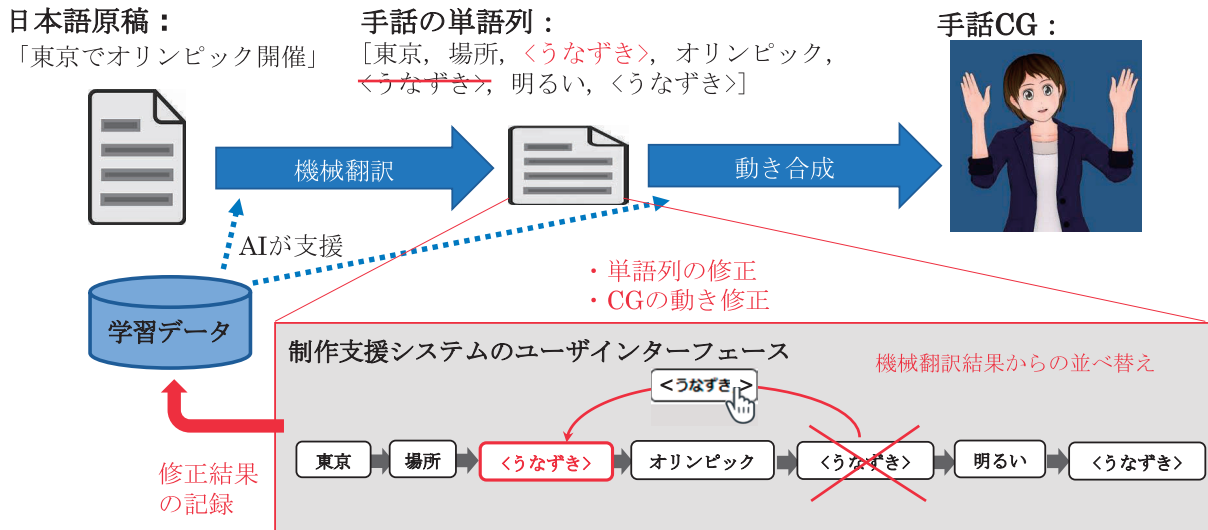 日本語原稿：
「東京でオリンピック開催」
手話の単語列：
［東京，場所，<うなずき>，オリンピック，
<うなずき>，明るい，<うなずき>］
手話CG：
機械翻訳
動き合成
AIが支援
学習データ
・単語列の修正
・CGの動き修正
制作支援システムのユーザインターフェース
機械翻訳結果からの並べ替え
<うなずき>
東京
場所
<うなずき>
オリンピック
<うなずき>
明るい
<うなずき>
修正結果
の記録